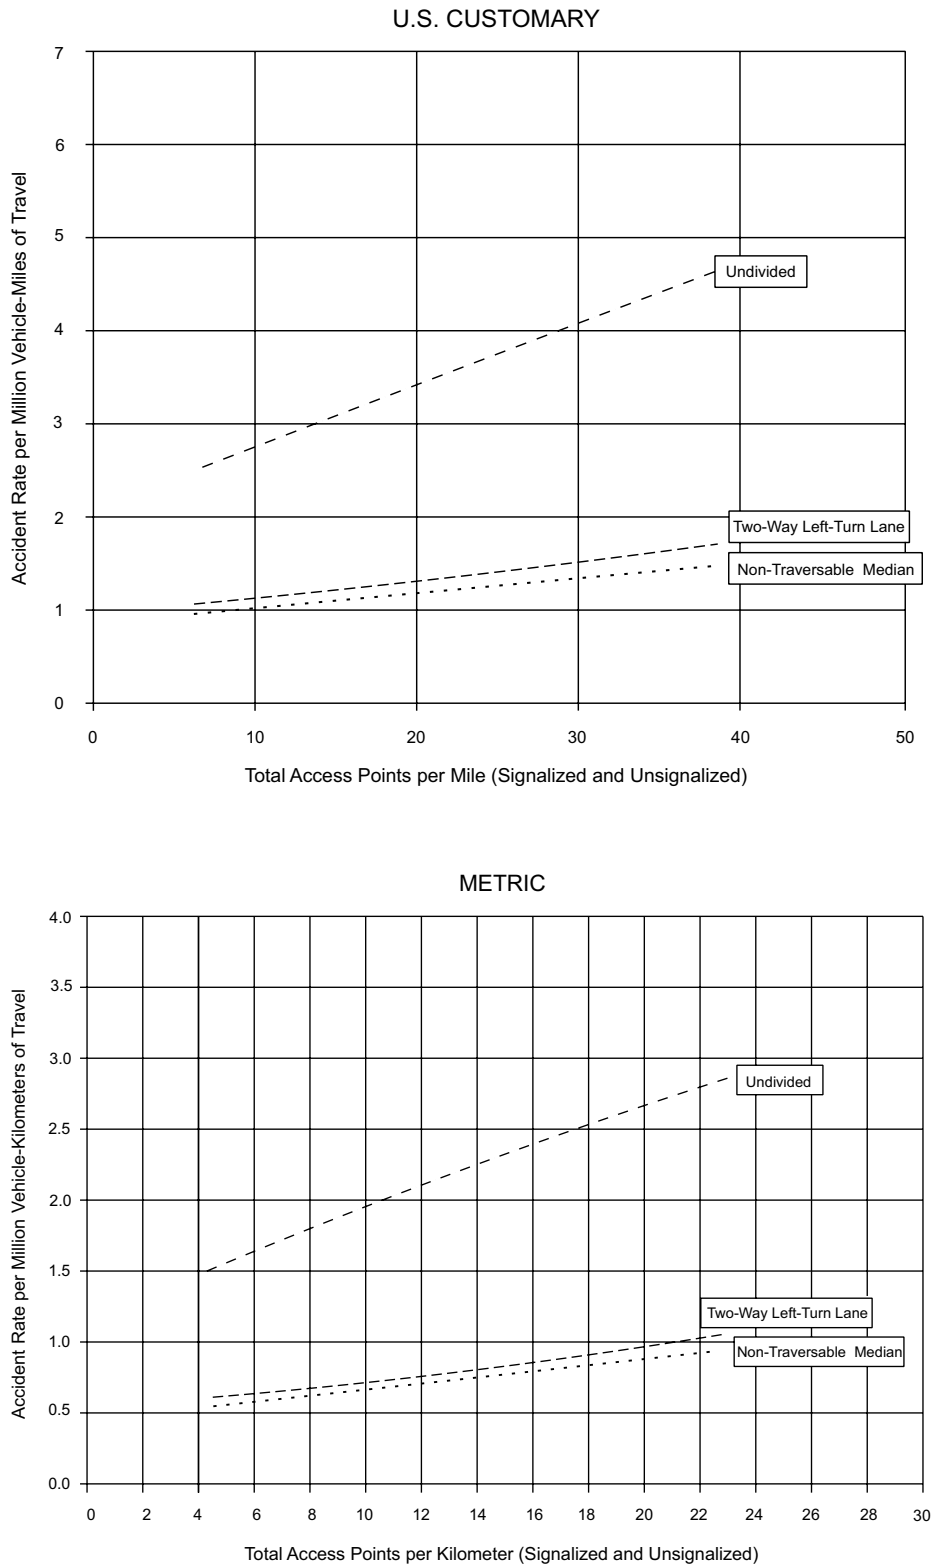 U.S. CUSTOMARY
7
6
5
4
3
2
1
0
Accident Rate per Million Vehicle-Miles of Travel
Undivided
Two-Way Left-Turn Lane
Non-Traversable Median
0 10 20 30 40 50
Total Access Points per Mile (Signalized and Unsignalized)
METRIC
4.0
3.5
3.0
2.5
2.0
1.5
1.0
0.5
0.0
Accident Rate per Million Vehicle-Kilometers of Travel
Undivided
Two-Way Left-Turn Lane
Non-Traversable Median
0 2 4 6 8 10 12 14 16 18 20 22 24 26 28 30
Total Access Points per Kilometer (Signalized and Unsignalized)